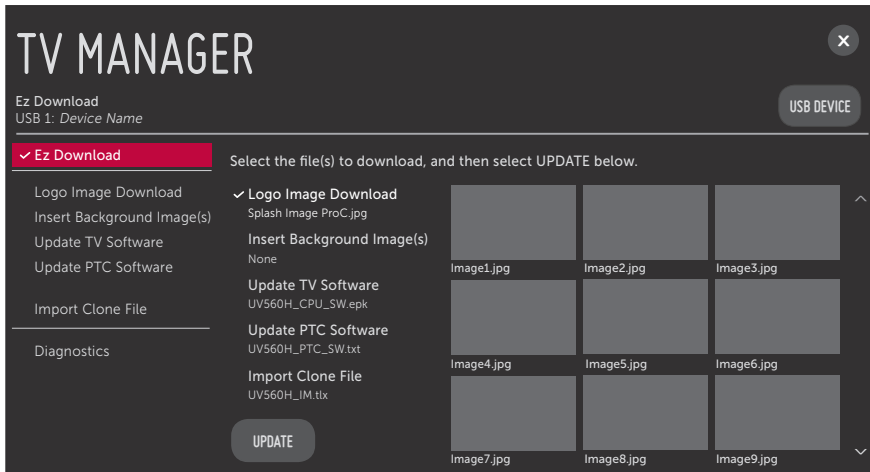 TV MANAGER
X
Ez Download
USB 1: Device Name
USB DEVICE
Ez Download
Logo Image Download
Insert Background Image(s)
Update TV Software
Update PTC Software
Import Clone File
Diagnostics
Select the file(s) to download, and then select UPDATE below.
Logo Image Download
Splash Image ProC.jpg
Insert Background Image(s)
None
Update TV Software
UV560H_CPU_SW.epk
Update PTC Software
UV560H_PTC_SW.txt
Import Clone File
UV560H_IM.tlx
UPDATE
Image1.jpg
Image2.jpg
Image3.jpg
Image4.jpg
Image5.jpg
Image6.jpg
Image7.jpg
Image8.jpg
Image9.jpg